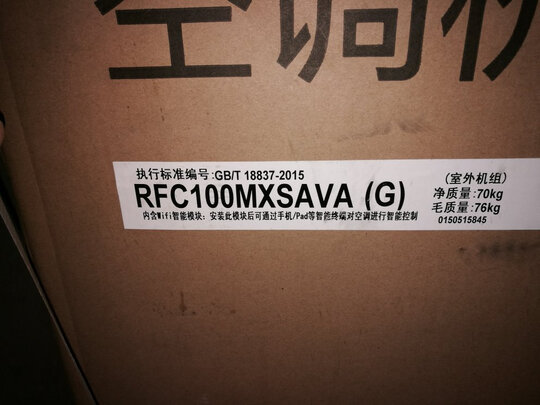 空调机
执行标准编号:GB/T 18837-2015
RFC100MXSAVA (G)
内含Wifi智能模块：安装此模块后可通过手机/Pad等智能终端对空调进行智能控制
（室外机组）
净质量:70kg
毛质量:76kg
0150515845